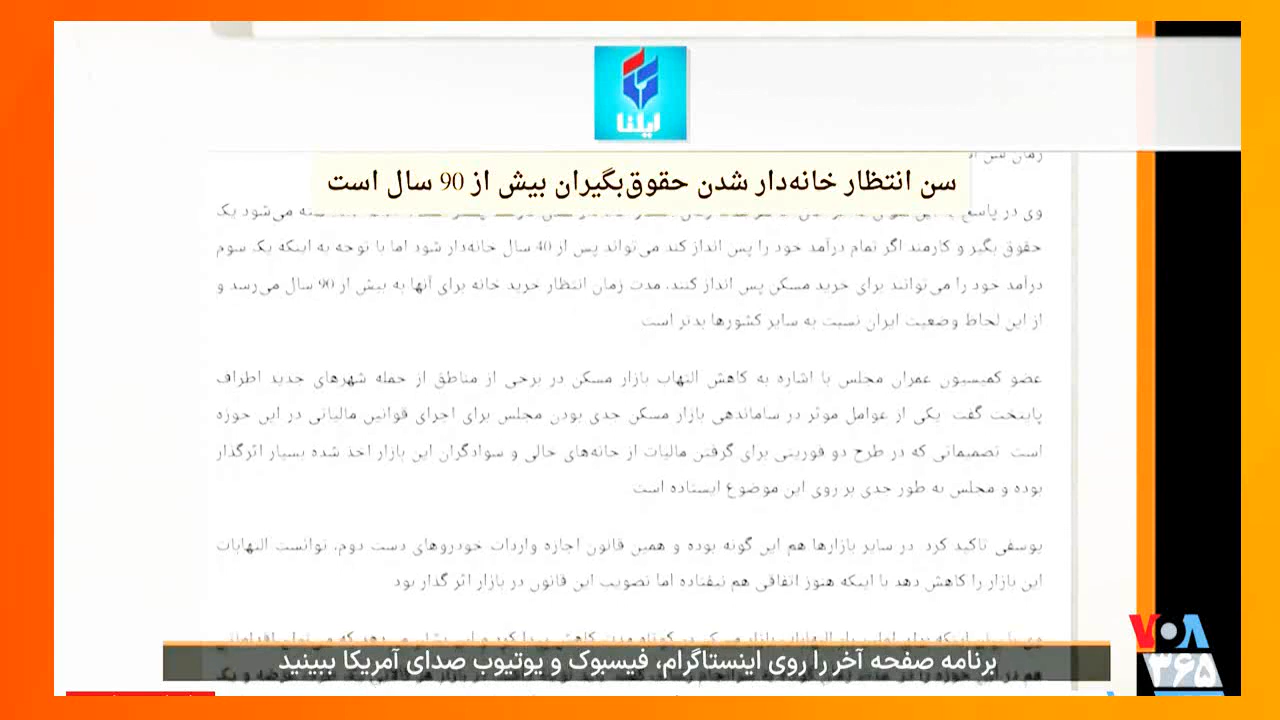 ایلنا
سن انتظار خانه‌دار شدن حقوق‌بگیران بیش از 90 سال است
وی در پاسخ می‌شود یک
حقوق بگیر و کارمند اگر تمام درآمد خود را پس انداز کند می‌تواند پس از 40 سال خانه‌دار شود اما با توجه به اینکه یک سوم
درآمد خود را می‌توانند برای خرید مسکن پس انداز کنند، مدت زمان انتظار خرید خانه برای آنها به بیش از 90 سال می‌رسد و
از این لحاظ وضعیت ایران نسبت به سایر کشورها بدتر است
عضو کمیسیون عمران مجلس با اشاره به کاهش التهاب بازار مسکن در برخی از مناطق از جمله شهرهای جدید اطراف
پایتخت گفت یکی از عوامل موثر در ساماندهی بازار مسکن جدی بودن مجلس برای اجرای قوانین مالیاتی در این حوزه
است تصمیماتی که در طرح دو فوریتی برای گرفتن مالیات از خانه‌های خالی و سوادگران این بازار اخذ شده بسیار اثرگذار
بوده و مجلس به طور جدی بر روی این موضوع ایستاده است
یوسفی تاکید کرد در سایر بازارها هم این گونه بوده و همین قانون اجازه واردات خودروهای دست دوم، توانست التهابات
این بازار را کاهش دهد با اینکه هنوز اتفاقی هم نیفتاده اما تصویت این قانون در بازار اثر گذار بود
برنامه صفحه آخر را روی اینستاگرام، فیسبوک و یوتیوب صدای آمریکا ببینید
VOA
۳۶۵